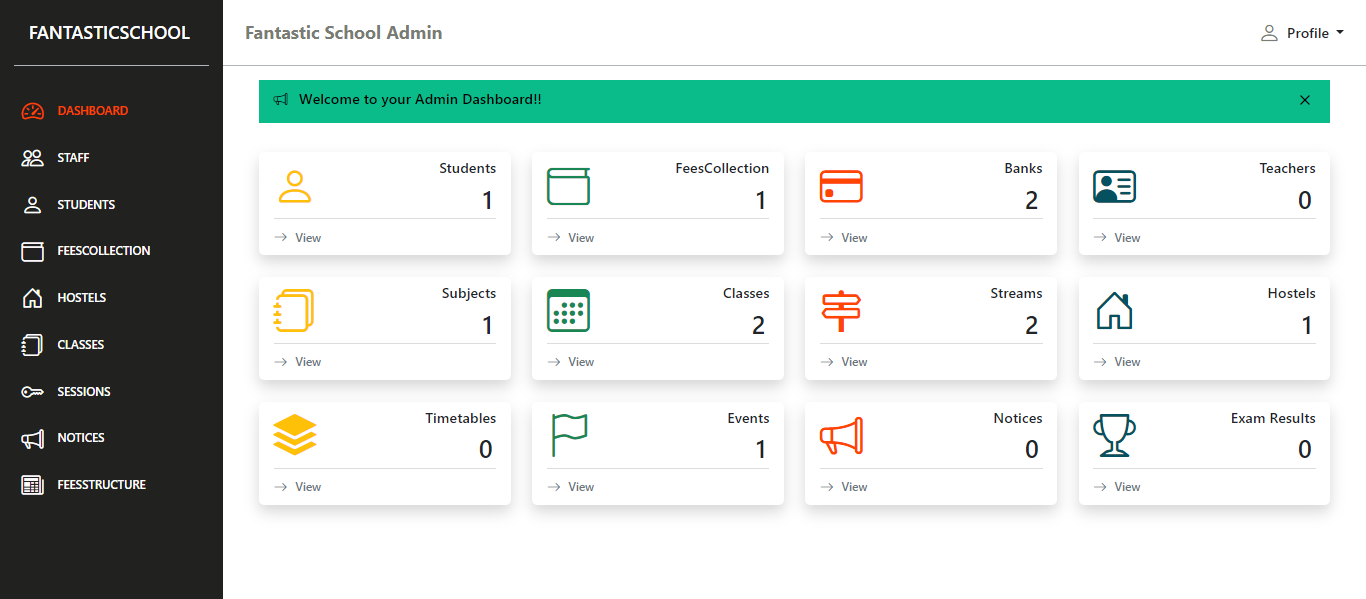 FANTASTICSCHOOL
DASHBOARD
STAFF
STUDENTS
FEESCOLLECTION
HOSTELS
CLASSES
SESSIONS
NOTICES
FEESSTRUCTURE
Fantastic School Admin
Profile
Welcome to your Admin Dashboard!!
Students
1
View
FeesCollection
1
View
Banks
2
View
Teachers
0
View
Subjects
1
View
Classes
2
View
Streams
2
View
Hostels
1
View
Timetables
0
View
Events
1
View
Notices
0
View
Exam Results
0
View